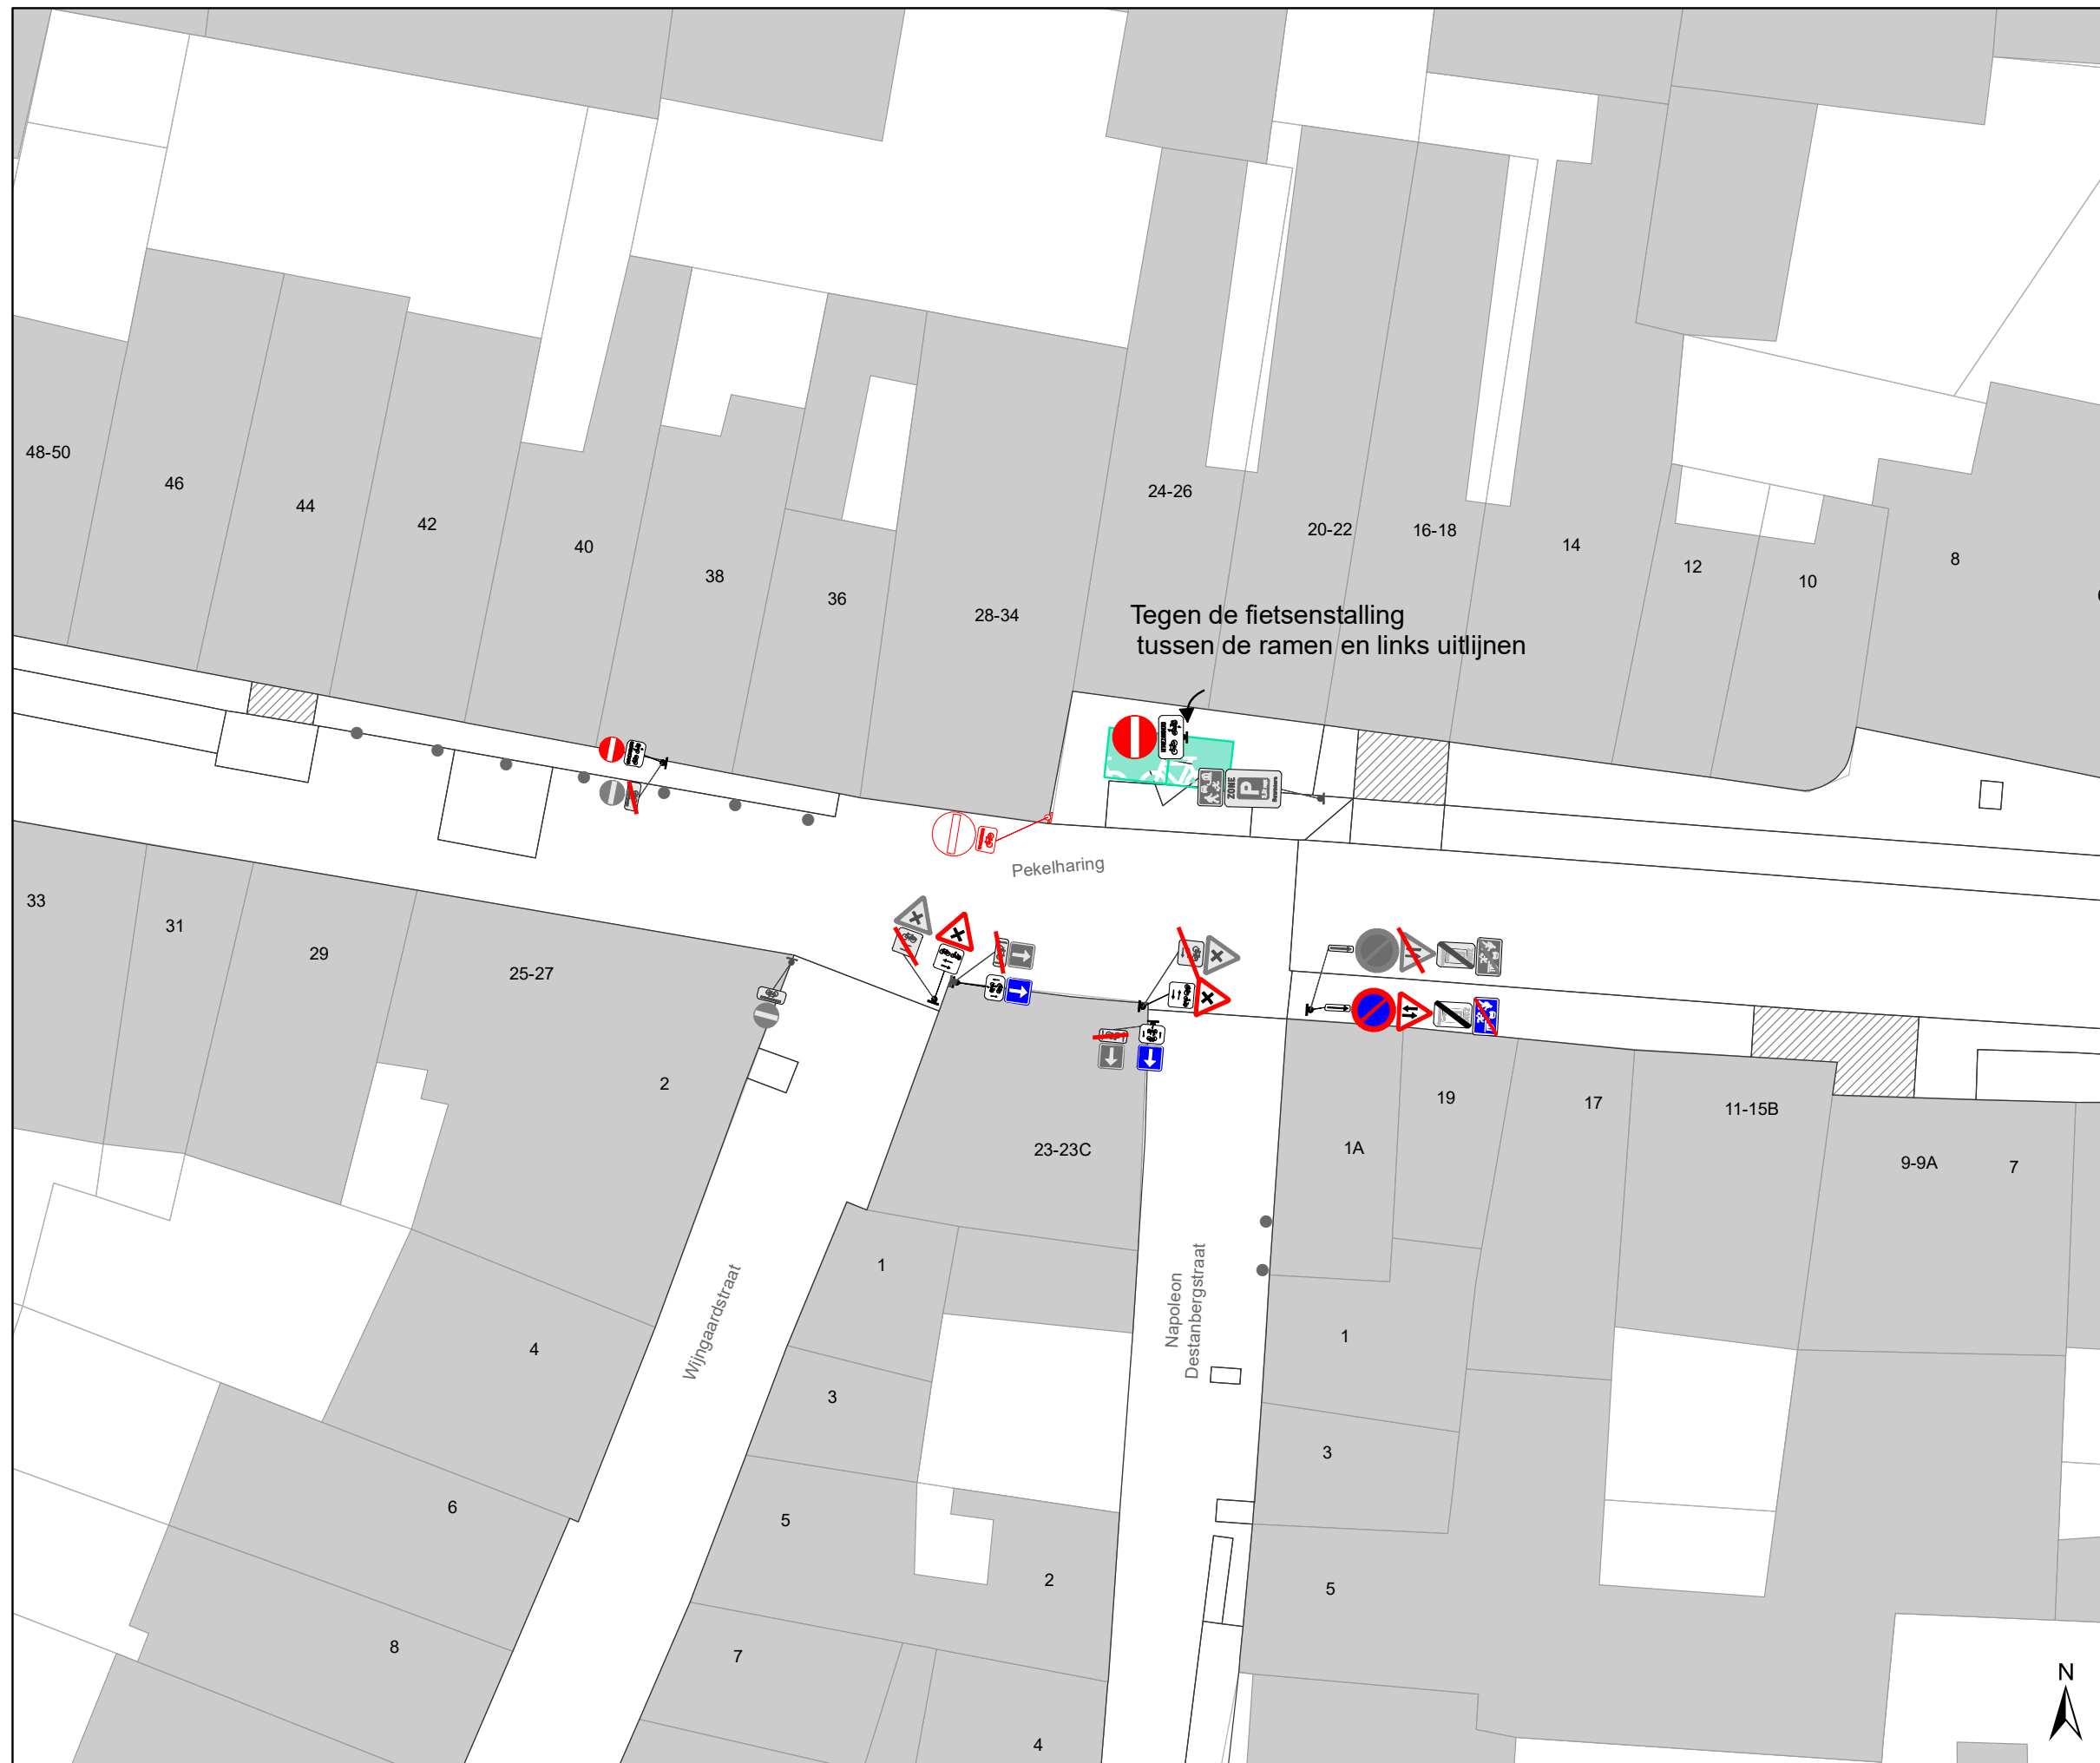 48-50
46
44
42
40
38
36
28-34
24-26
20-22
16-18
14
12
10
8
Tegen de fietsenstalling
tussen de ramen en links uitlijnen
ZONE
P
Pekelharing
33
31
29
25-27
2
23-23C
1A
19
17
11-15B
9-9A
7
1
3
5
2
7
4
4
6
8
Wijngaardstraat
Napoleon
Destanbergstraat
1
3
5
N